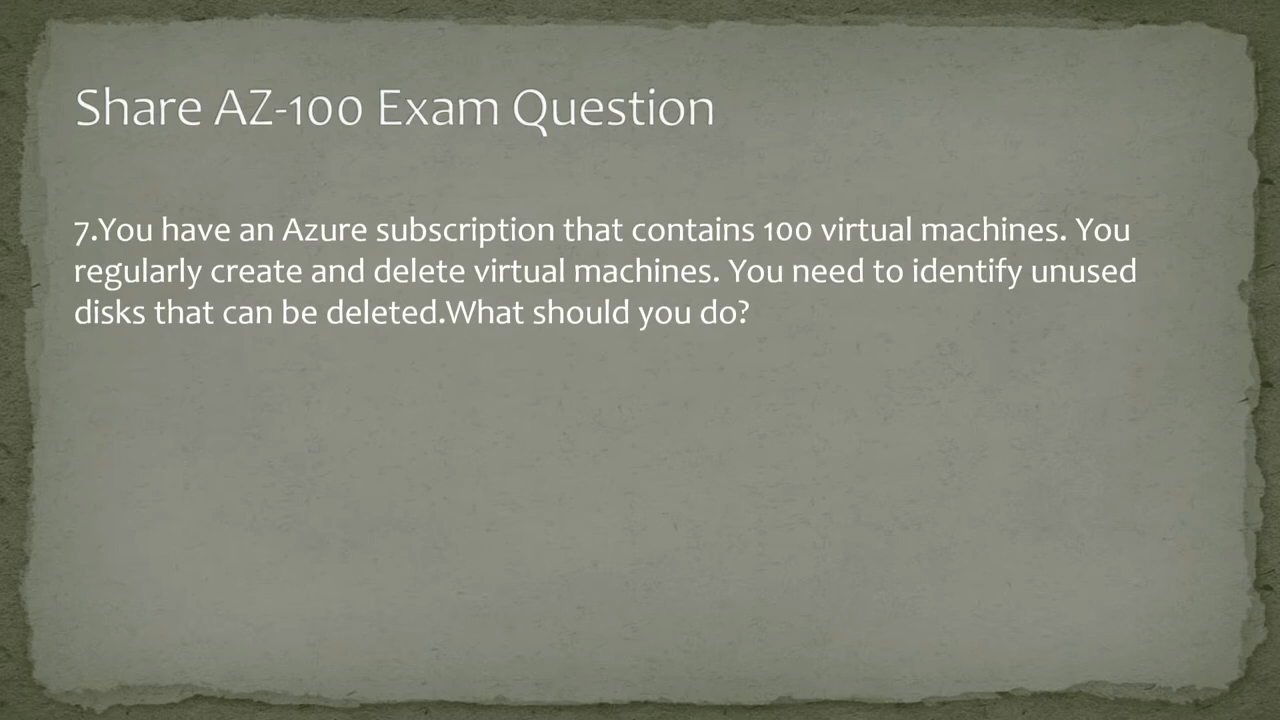 Share AZ-100 Exam Question
7.You have an Azure subscription that contains 100 virtual machines. You
regularly create and delete virtual machines. You need to identify unused
disks that can be deleted.What should you do?